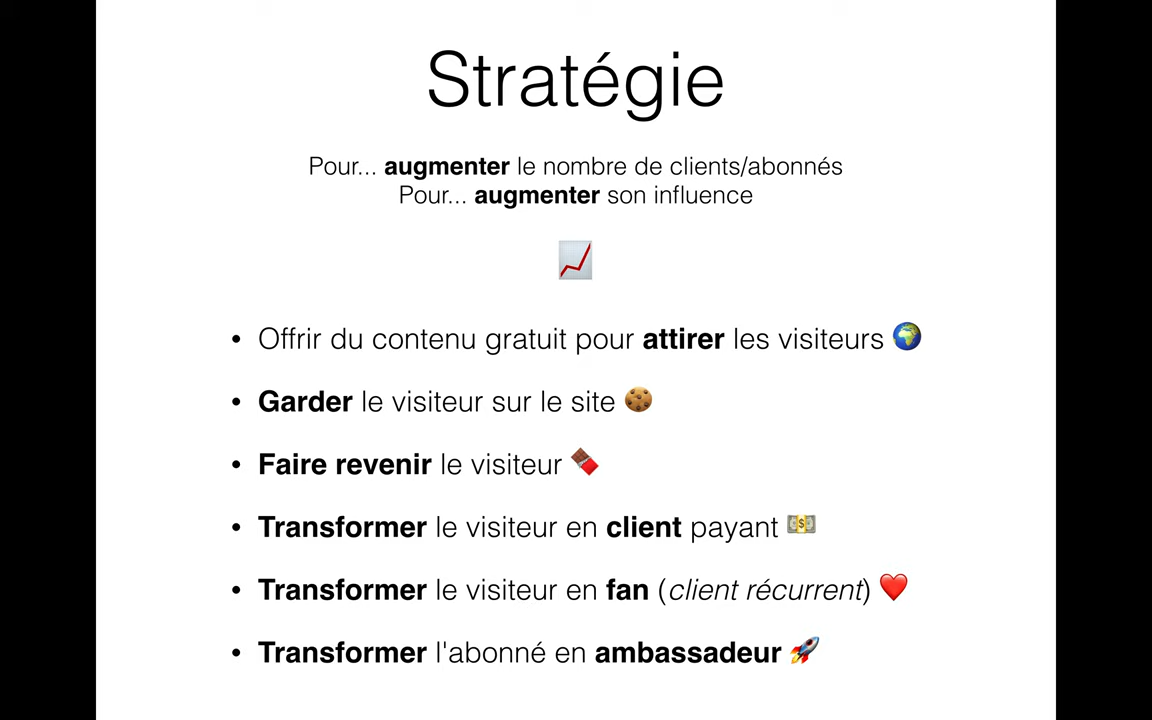 Stratégie
Pour... augmenter le nombre de clients/abonnés
Pour... augmenter son influence
• Offrir du contenu gratuit pour attirer les visiteurs 🌍
• Garder le visiteur sur le site 🍪
• Faire revenir le visiteur 🍫
• Transformer le visiteur en client payant 💵
• Transformer le visiteur en fan (client récurrent) ❤️
• Transformer l'abonné en ambassadeur 🚀